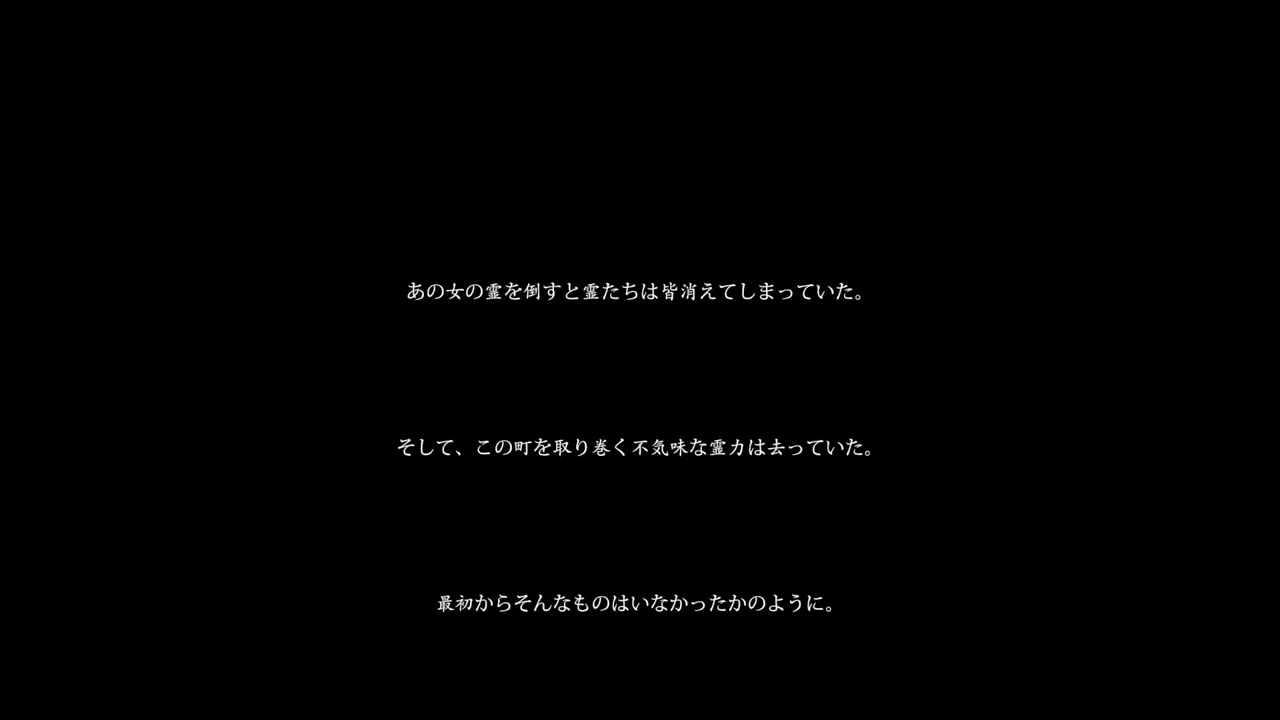 あの女の霊を倒すと霊たちは皆消えてしまっていた。
そして、この町を取り巻く不気味な霊力は去っていた。
最初からそんなものはいなかったかのように。